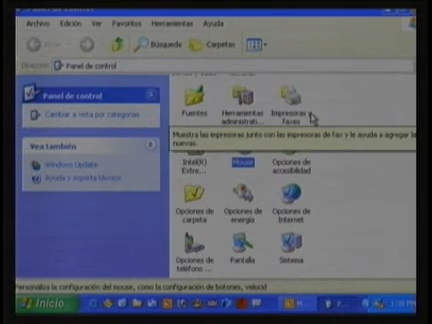 Panel de control
Archivo Edición Ver Favoritos Herramientas Ayuda
Búsqueda Carpetas
Dirección Panel de control
Panel de control
Cambiar a vista por categorías
Vea también
Windows Update
Ayuda y soporte técnico
Fuentes
Herramientas administrati...
Impresoras y Faxes
Muestra las impresoras junto con las impresoras de fax y le ayuda a agregar
nuevas.
Intel(R) Extre...
Mouse
Opciones de accesibilidad
Opciones de carpeta
Opciones de energía
Opciones de Internet
Opciones de teléfono ...
Pantalla
Sistema
Personaliza la configuración del mouse, como la configuración de botones, velocid
Inicio